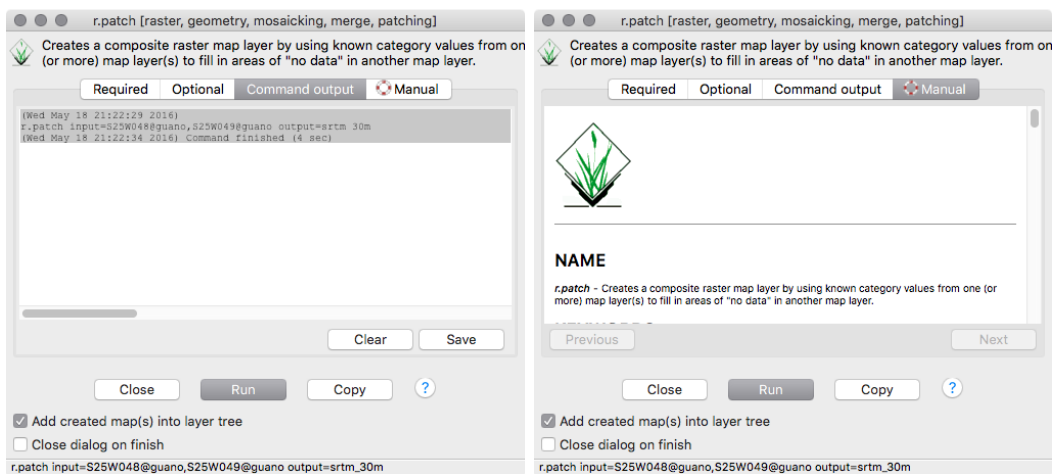 r.patch [raster, geometry, mosaicking, merge, patching]
Creates a composite raster map layer by using known category values from on
(or more) map layer(s) to fill in areas of "no data" in another map layer.
Required Optional Command output Manual
(Wed May 18 21:22:29 2016)
r.patch input=S25W048@guano,S25W049@guano output=srtm_30m
(Wed May 18 21:22:34 2016) Command finished (4 sec)
Clear Save
Close Run Copy ?
Add created map(s) into layer tree
Close dialog on finish
r.patch input=S25W048@guano,S25W049@guano output=srtm_30m
r.patch [raster, geometry, mosaicking, merge, patching]
Creates a composite raster map layer by using known category values from on
(or more) map layer(s) to fill in areas of "no data" in another map layer.
Required Optional Command output Manual
NAME
r.patch - Creates a composite raster map layer by using known category values from one (or
more) map layer(s) to fill in areas of "no data" in another map layer.
Previous Next
Close Run Copy ?
Add created map(s) into layer tree
Close dialog on finish
r.patch input=S25W048@guano,S25W049@guano output=srtm_30m